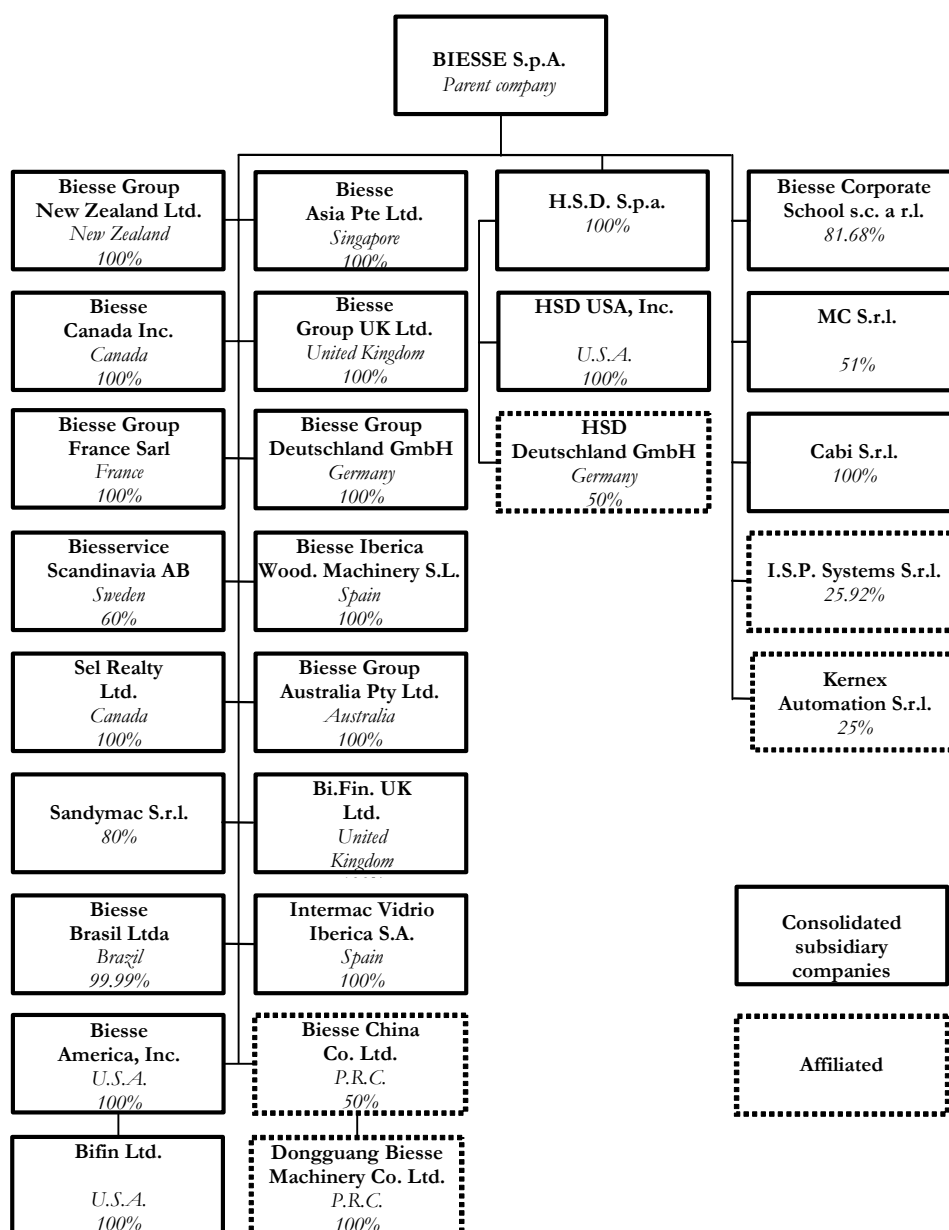 BIESSE S.p.A.
Parent company
Biesse Group
New Zealand Ltd.
New Zealand
100%
Biesse
Asia Pte Ltd.
Singapore
100%
H.S.D. S.p.a.
100%
Biesse Corporate
School s.c. a r.l.
81.68%
Biesse
Canada Inc.
Canada
100%
Biesse
Group UK Ltd.
United Kingdom
100%
HSD USA, Inc.
U.S.A.
100%
MC S.r.l.
51%
Biesse Group
France Sarl
France
100%
Biesse Group
Deutschland GmbH
Germany
100%
HSD
Deutschland GmbH
Germany
50%
Cabi S.r.l.
100%
Biesservice
Scandinavia AB
Sweden
60%
Biesse Iberica
Wood. Machinery S.L.
Spain
100%
I.S.P. Systems S.r.l.
25.92%
Sel Realty
Ltd.
Canada
100%
Biesse Group
Australia Pty Ltd.
Australia
100%
Kernex
Automation S.r.l.
25%
Sandymac S.r.l.
80%
Bi.Fin. UK
Ltd.
United
Kingdom
Biesse
Brasil Ltda
Brazil
99.99%
Intermac Vidrio
Iberica S.A.
Spain
100%
Consolidated
subsidiary
companies
Biesse
America, Inc.
U.S.A.
100%
Biesse China
Co. Ltd.
P.R.C.
50%
Affiliated
Bifin Ltd.
U.S.A.
100%
Dongguang Biesse
Machinery Co. Ltd.
P.R.C.
100%